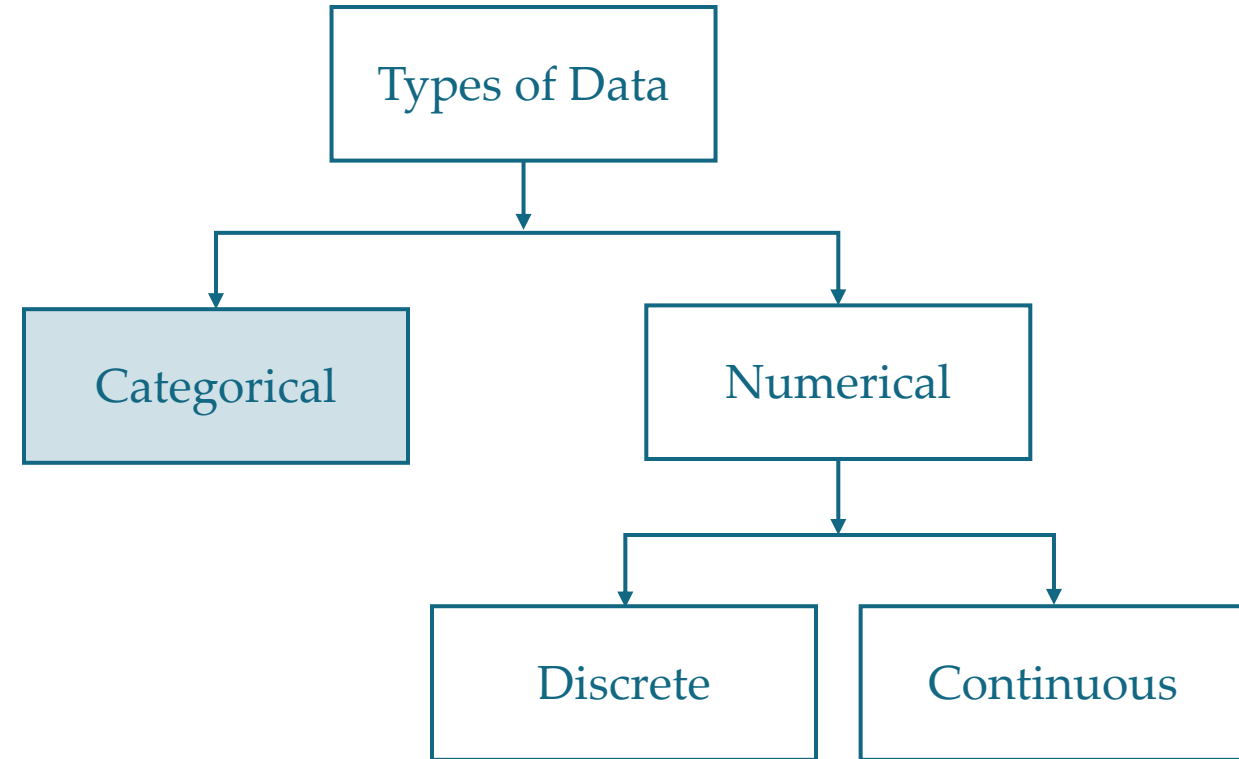 Types of Data
Categorical
Numerical
Discrete
Continuous